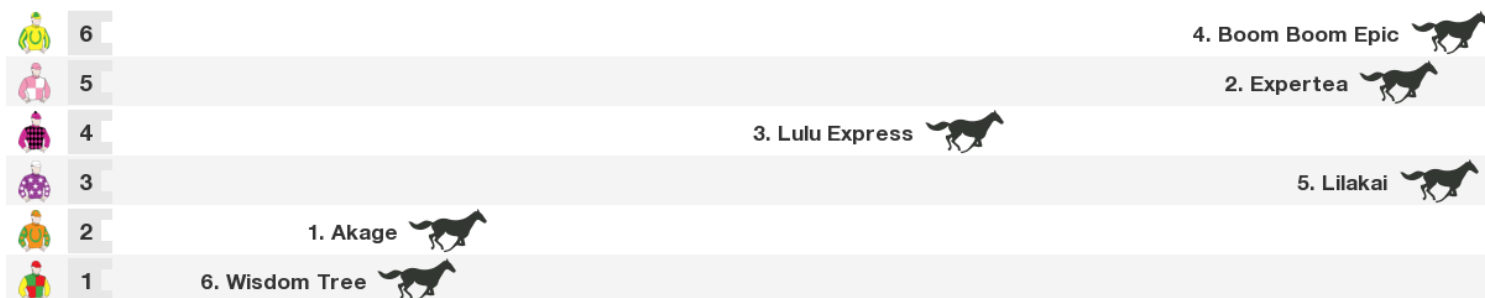 6 4. Boom Boom Epic
5 2. Expertea
4 3. Lulu Express
3 5. Lilakai
2 1. Akage
1 6. Wisdom Tree